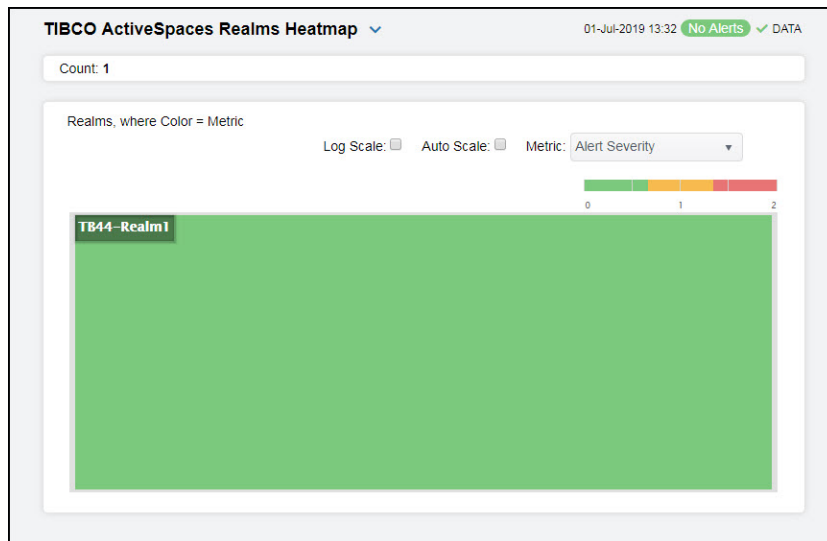 TIBCO ActiveSpaces Realms Heatmap
01-Jul-2019 13:32 No Alerts DATA
Count: 1
Realms, where Color = Metric
Log Scale: Auto Scale: Metric: Alert Severity
0 1 2
TB44-Realm1